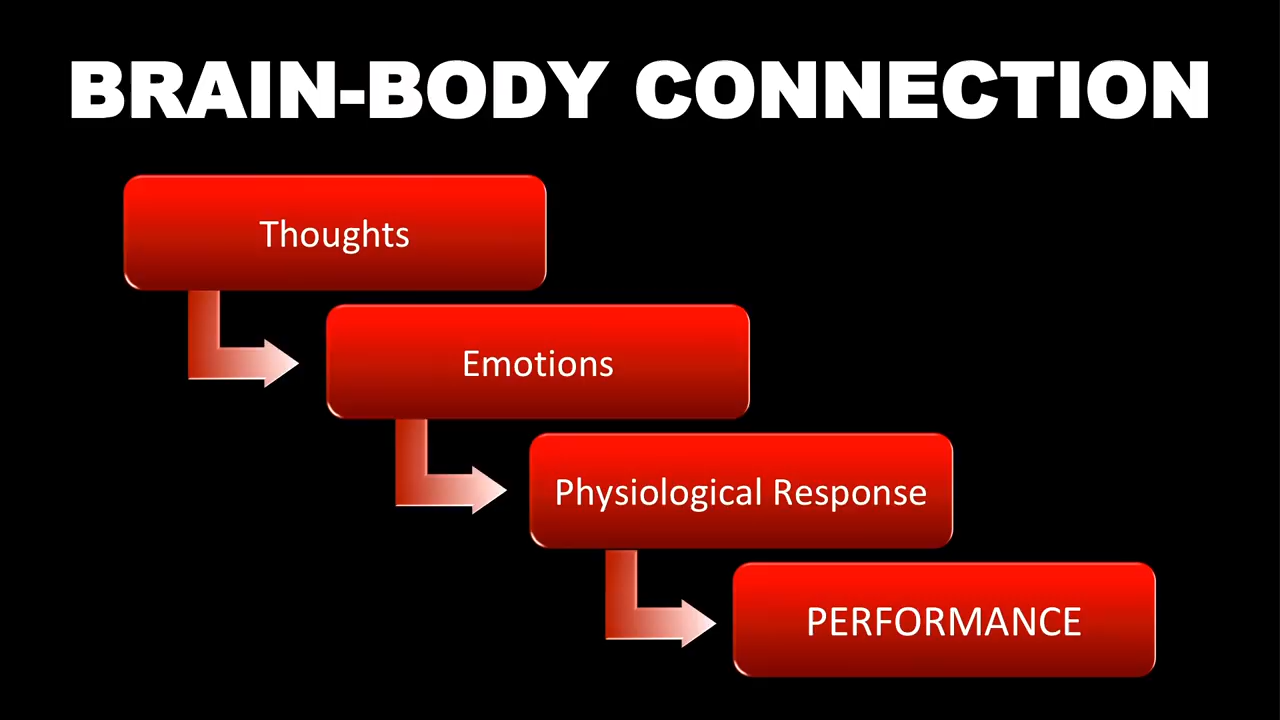 BRAIN-BODY CONNECTION
Thoughts
Emotions
Physiological Response
PERFORMANCE